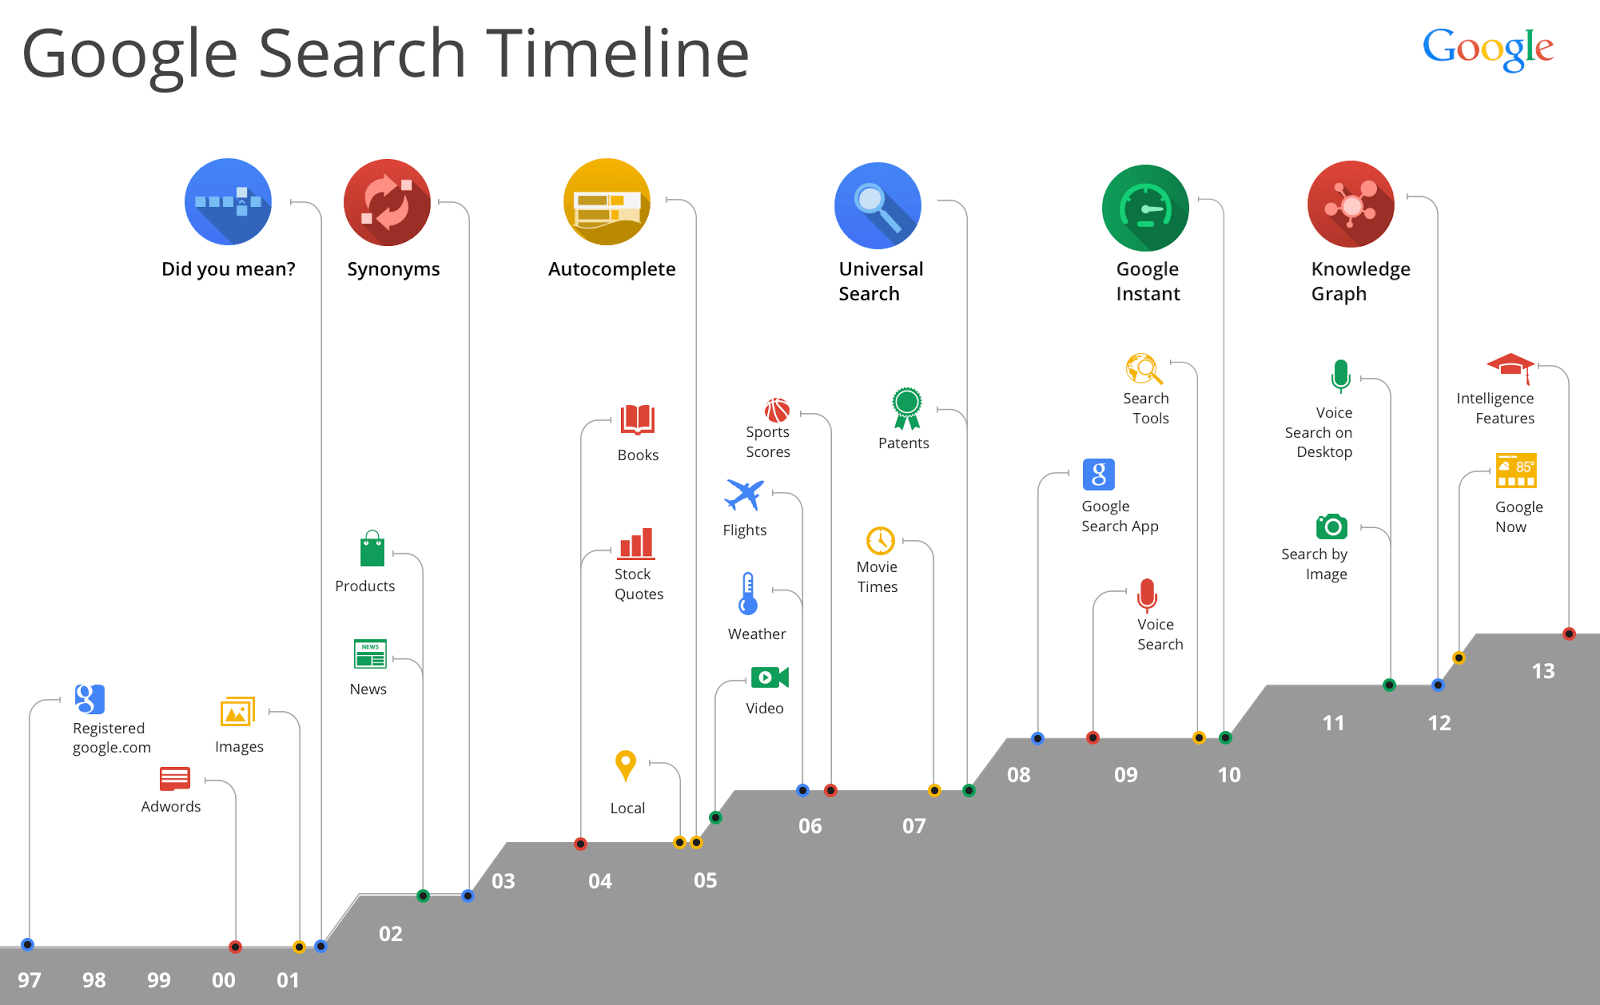 Google Search Timeline
Google
Did you mean?
Synonyms
Autocomplete
Universal
Search
Google
Instant
Knowledge
Graph
Registered
google.com
Adwords
Images
Products
NEWS
News
Books
Stock
Quotes
Local
Sports
Scores
Flights
Weather
Video
Patents
Movie
Times
Search
Tools
g
Google
Search App
Voice
Search
Voice
Search on
Desktop
Search by
Image
Intelligence
Features
85°
Google
Now
g
97
98
99
00
01
02
03
04
05
06
07
08
09
10
11
12
13